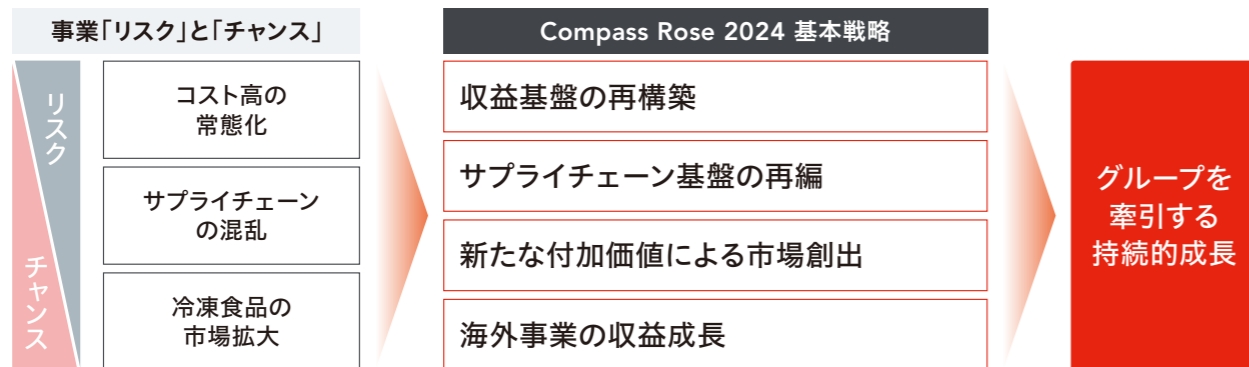 事業「リスク」と「チャンス」
リスク
チャンス
コスト高の
常態化
サプライチェーン
の混乱
冷凍食品の
市場拡大
Compass Rose 2024 基本戦略
収益基盤の再構築
サプライチェーン基盤の再編
新たな付加価値による市場創出
海外事業の収益成長
グループを
牽引する
持続的成長